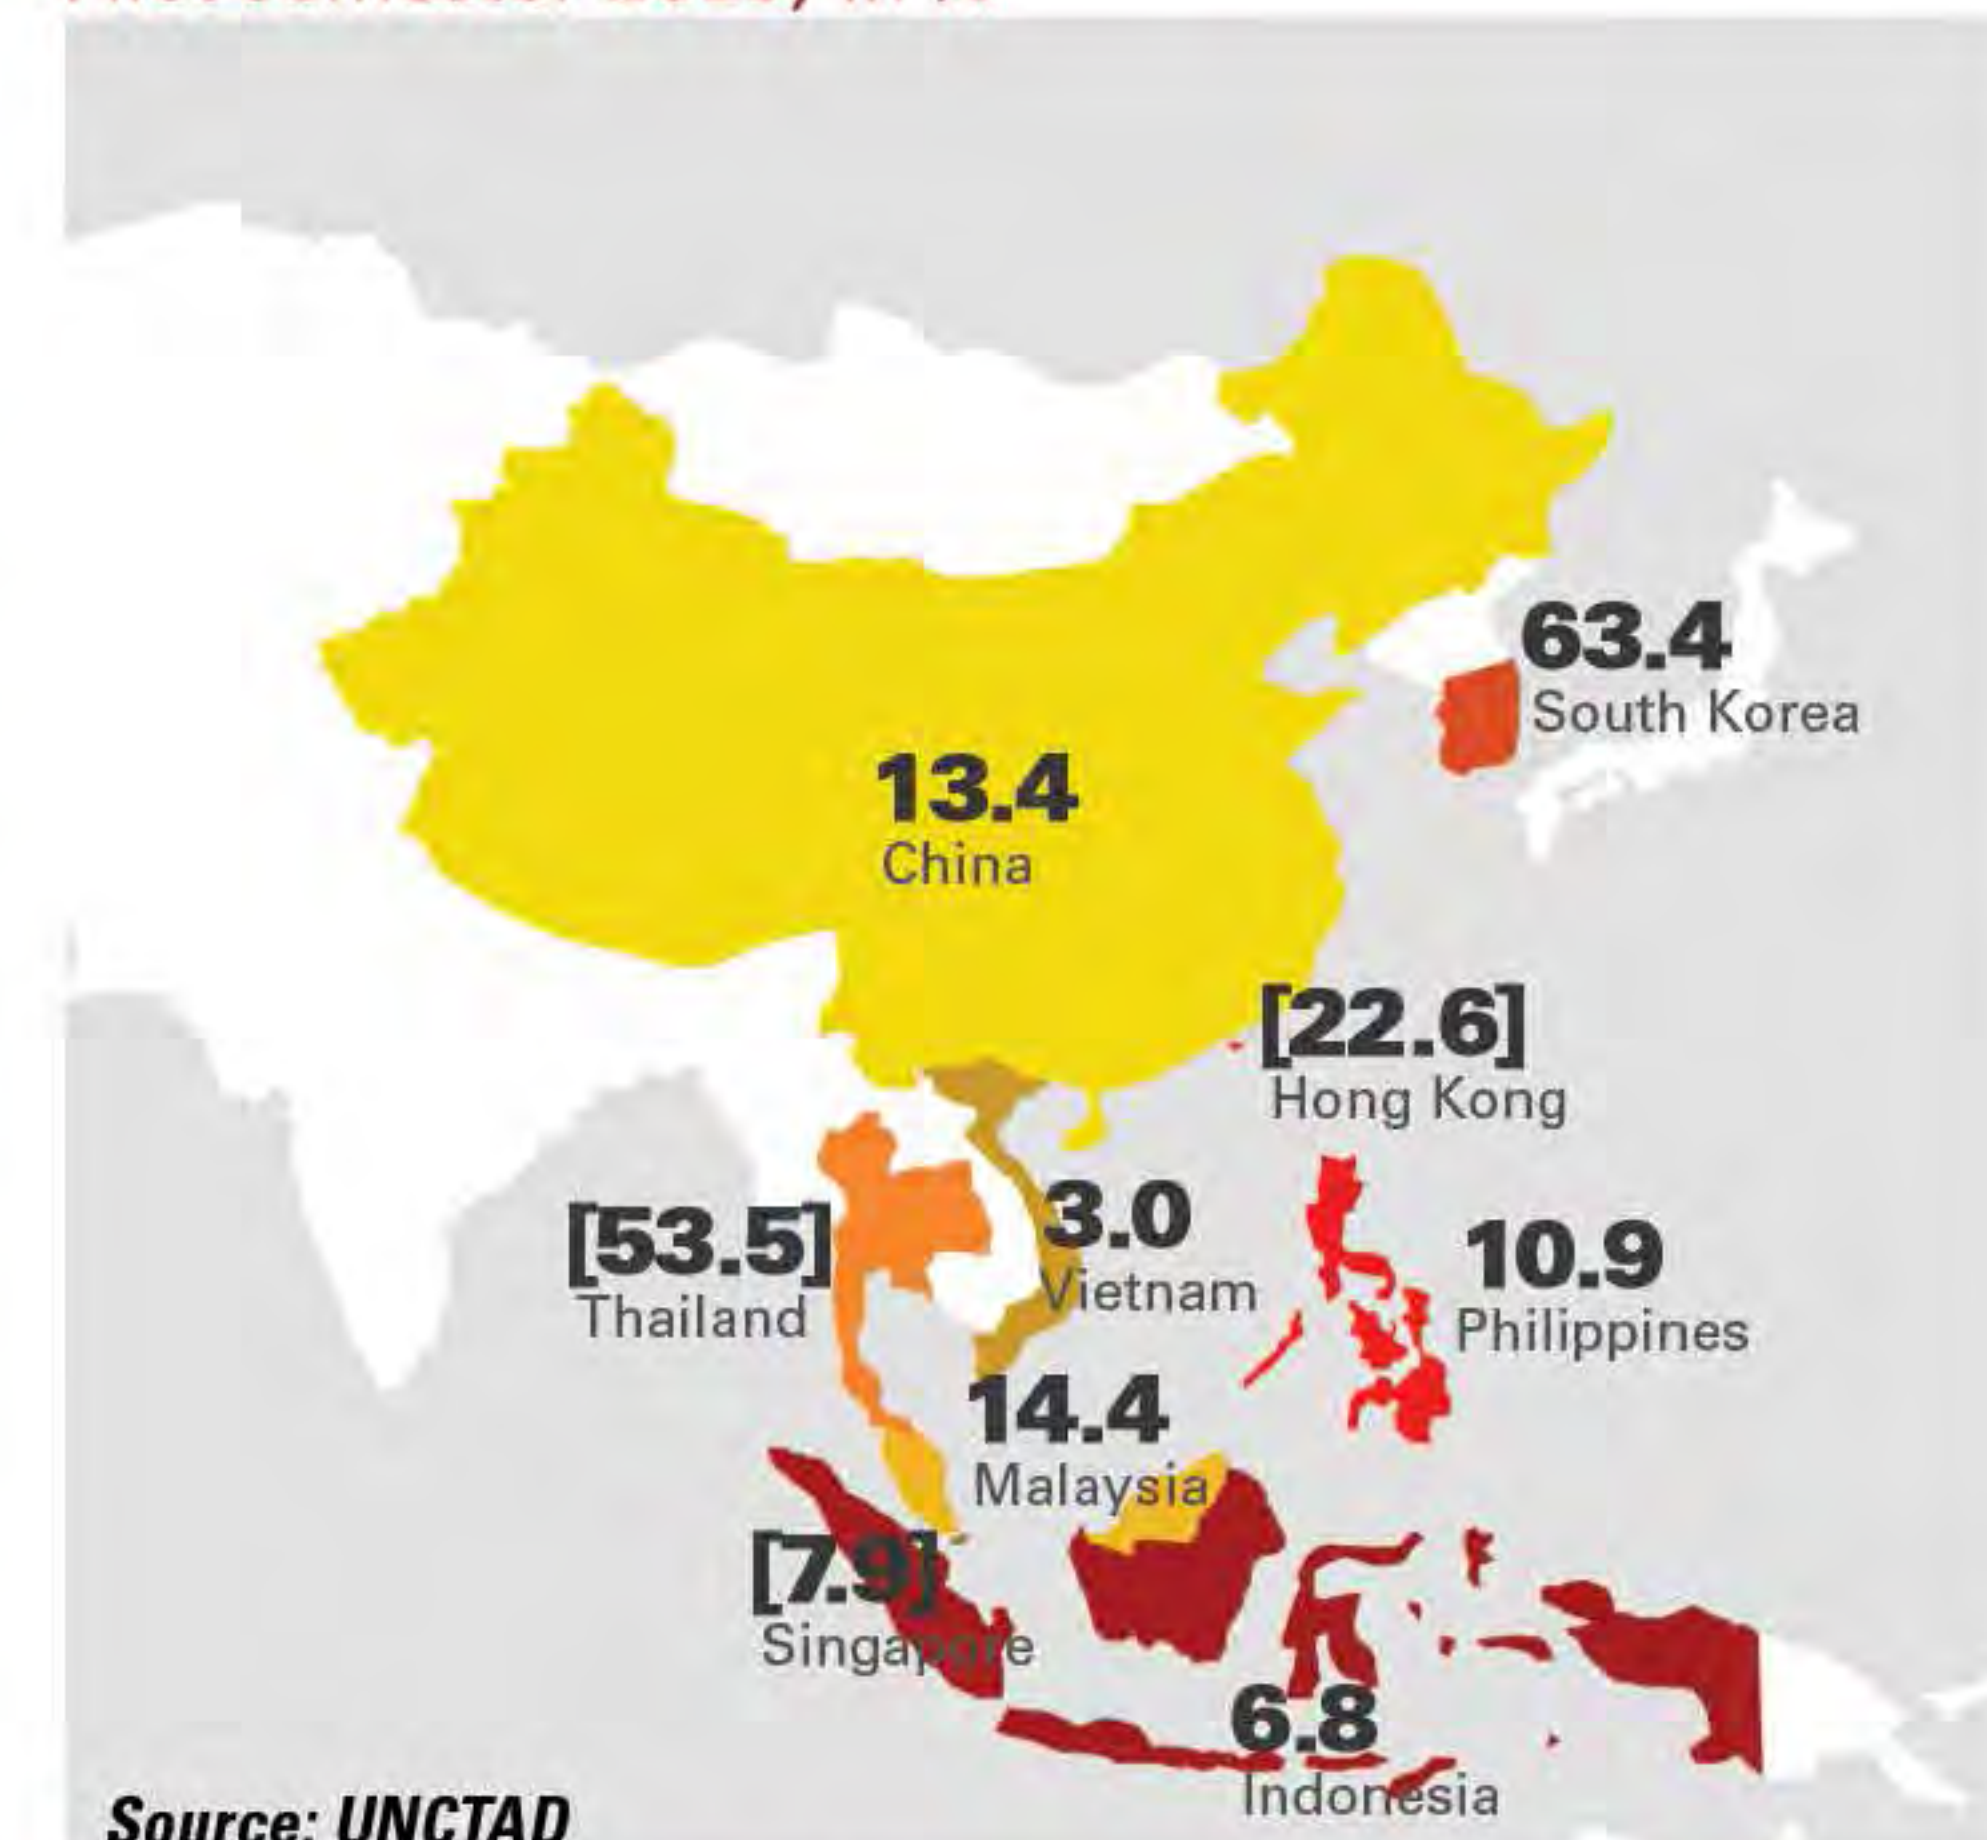 63.4
South Korea
13.4
China
[22.6]
Hong Kong
[53.5]
Thailand
3.0
Vietnam
10.9
Philippines
14.4
Malaysia
[7.9]
Singapore
6.8
Indonesia
Source: UNCTAD